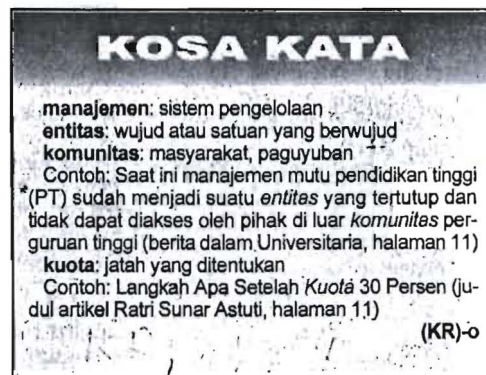 KOSA KATA
manajemen: sistem pengelolaan
entitas: wujud atau satuan yang berwujud
komunitas: masyarakat, paguyuban
Contoh: Saat ini manajemen mutu pendidikan tinggi
(PT) sudah menjadi suatu entitas yang tertutup dan
tidak dapat diakses oleh pihak di luar komunitas per-
guruan tinggi (berita dalam Universitaria, halaman 11)
kuota: jatah yang ditentukan
Contoh: Langkah Apa Setelah Kuota 30 Persen (ju-
dul artikel Ratri Sunar Astuti, halaman 11)
(KR)-o